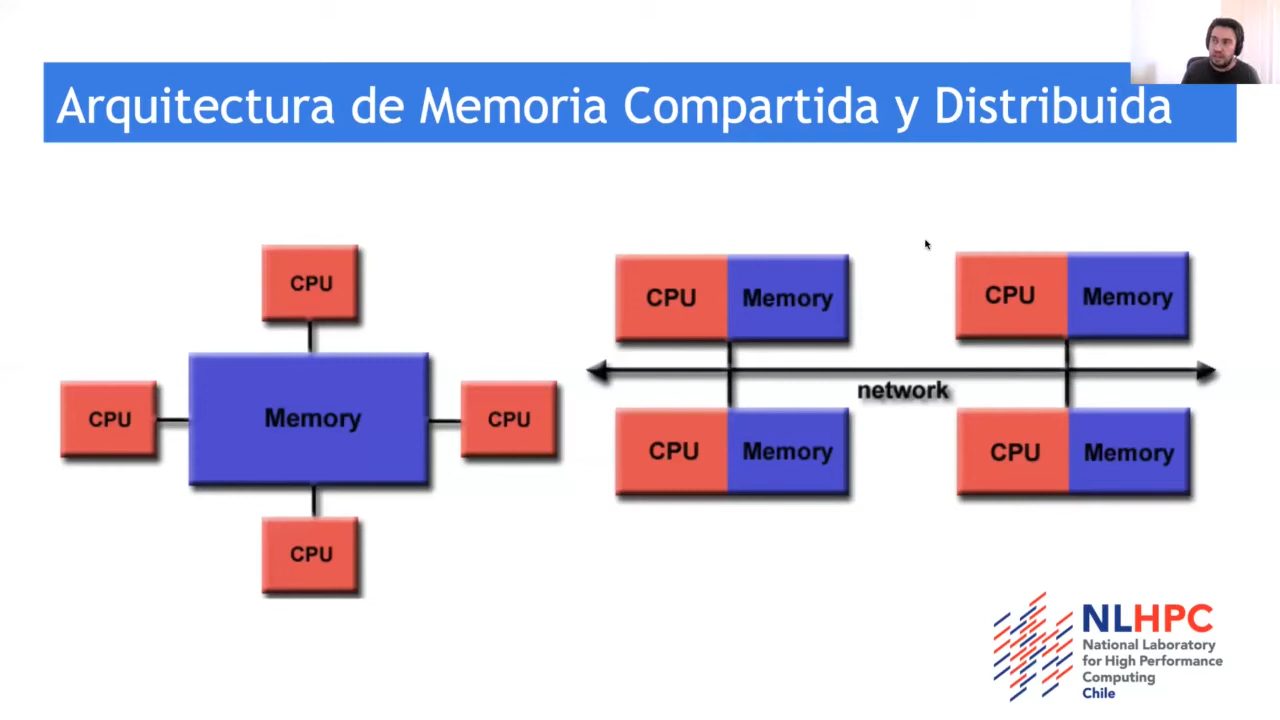 Arquitectura de Memoria Compartida y Distribuida
CPU
CPU
Memory
CPU
CPU
CPU Memory
CPU Memory
network
CPU Memory
CPU Memory
NLHPC
National Laboratory
for High Performance
Computing
Chile